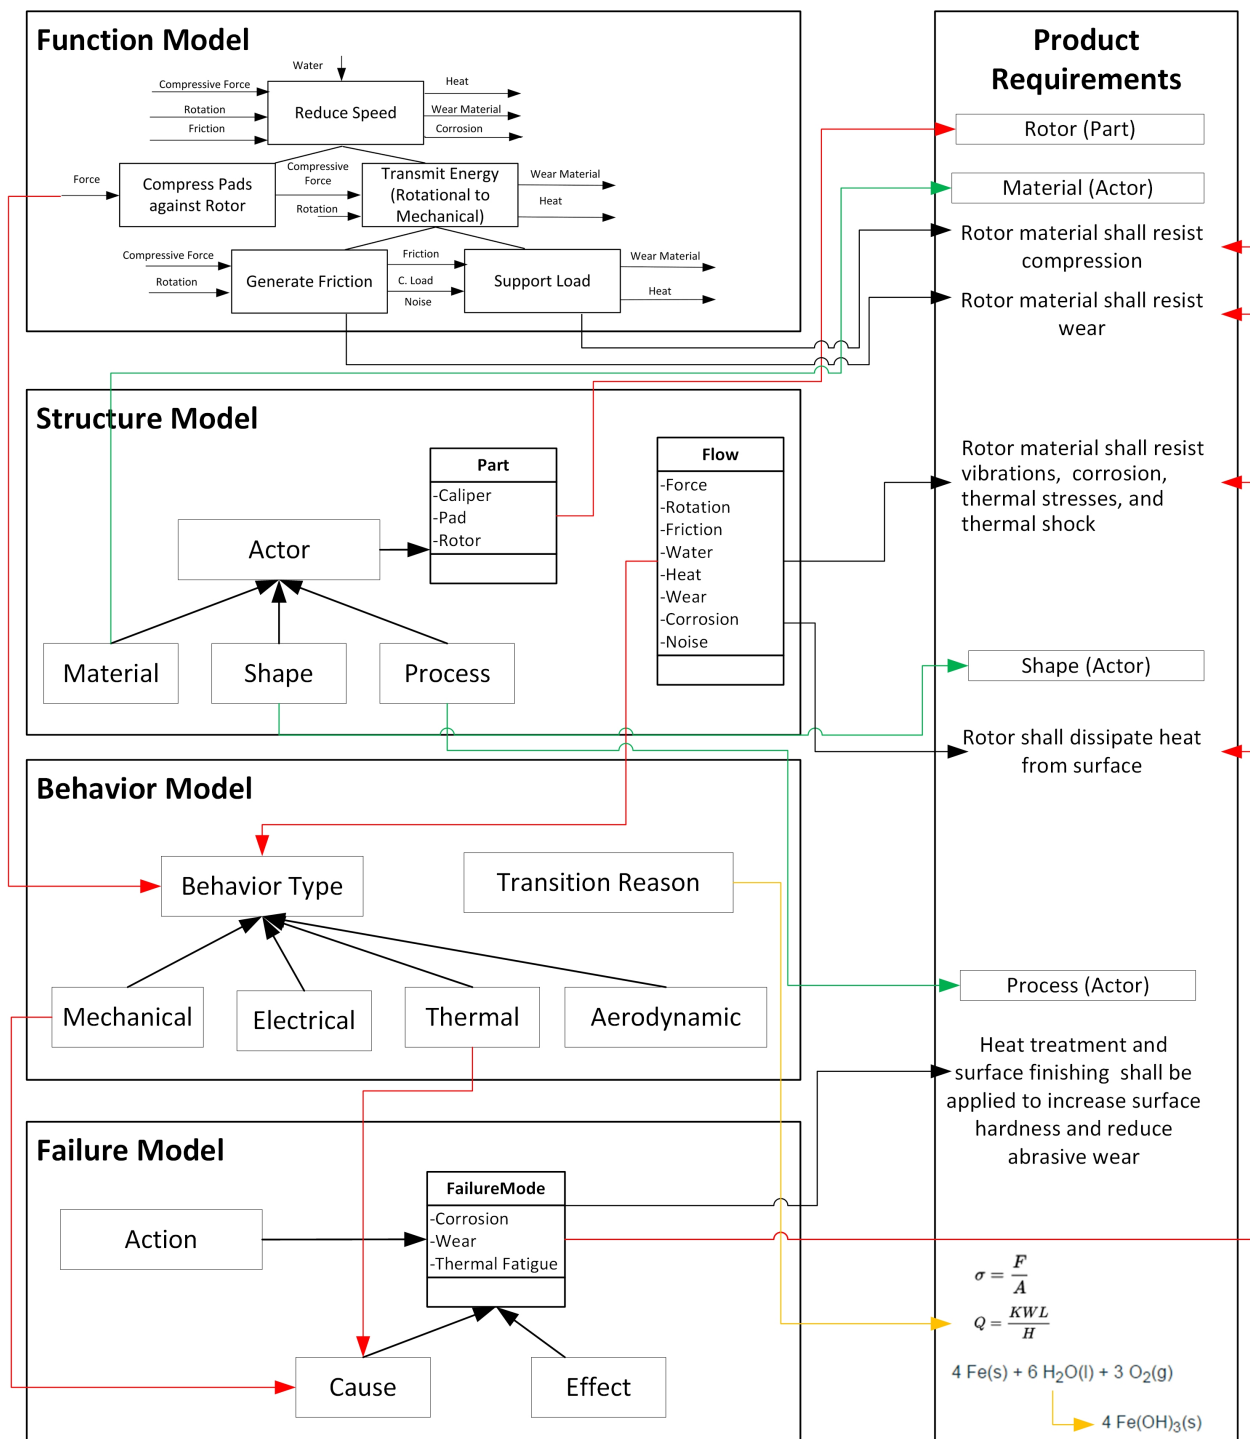 Function Model
Water
Compressive Force
Rotation
Friction
Reduce Speed
Heat
Wear Material
Corrosion
Force
Compress Pads
against Rotor
Compressive
Force
Rotation
Transmit Energy
(Rotational to
Mechanical)
Wear Material
Heat
Compressive Force
Rotation
Generate Friction
Friction
C. Load
Noise
Support Load
Wear Material
Heat
Structure Model
Part
-Caliper
-Pad
-Rotor
Actor
Material
Shape
Process
Flow
-Force
-Rotation
-Friction
-Water
-Heat
-Wear
-Corrosion
-Noise
Behavior Model
Behavior Type
Transition Reason
Mechanical
Electrical
Thermal
Aerodynamic
Failure Model
Action
FailureMode
-Corrosion
-Wear
-Thermal Fatigue
Cause
Effect
Product
Requirements
Rotor (Part)
Material (Actor)
Rotor material shall resist
compression
Rotor material shall resist
wear
Rotor material shall resist
vibrations, corrosion,
thermal stresses, and
thermal shock
Shape (Actor)
Rotor shall dissipate heat
from surface
Process (Actor)
Heat treatment and
surface finishing shall be
applied to increase surface
hardness and reduce
abrasive wear
σ = F/A
Q = KWL/H
4 Fe(s) + 6 H₂O(l) + 3 O₂(g)
4 Fe(OH)₃(s)